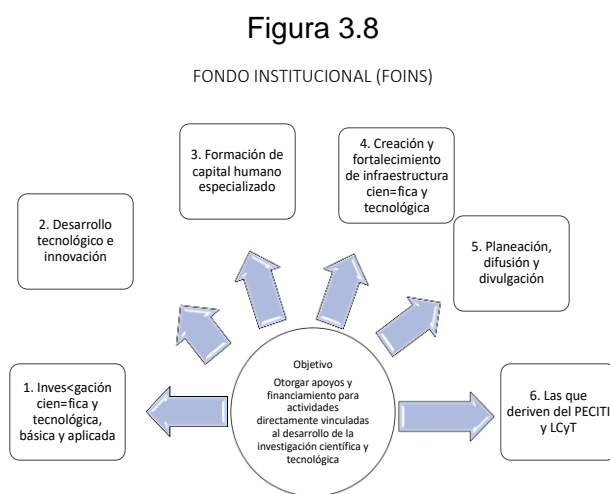 Figura 3.8
FONDO INSTITUCIONAL (FOINS)
3. Formación de
capital humano
especializado
4. Creación y
fortalecimiento
de infraestructura
cien=fica y
tecnológica
2. Desarrollo
tecnológico e
innovación
5. Planeación,
difusión y
divulgación
1. Inves<gación
cien=fica y
tecnológica,
básica y aplicada
Objetivo
Otorgar apoyos y
financiamiento para
actividades
directamente vinculadas
al desarrollo de la
investigación científica y
tecnológica
6. Las que
deriven del PECITI
y LCyT